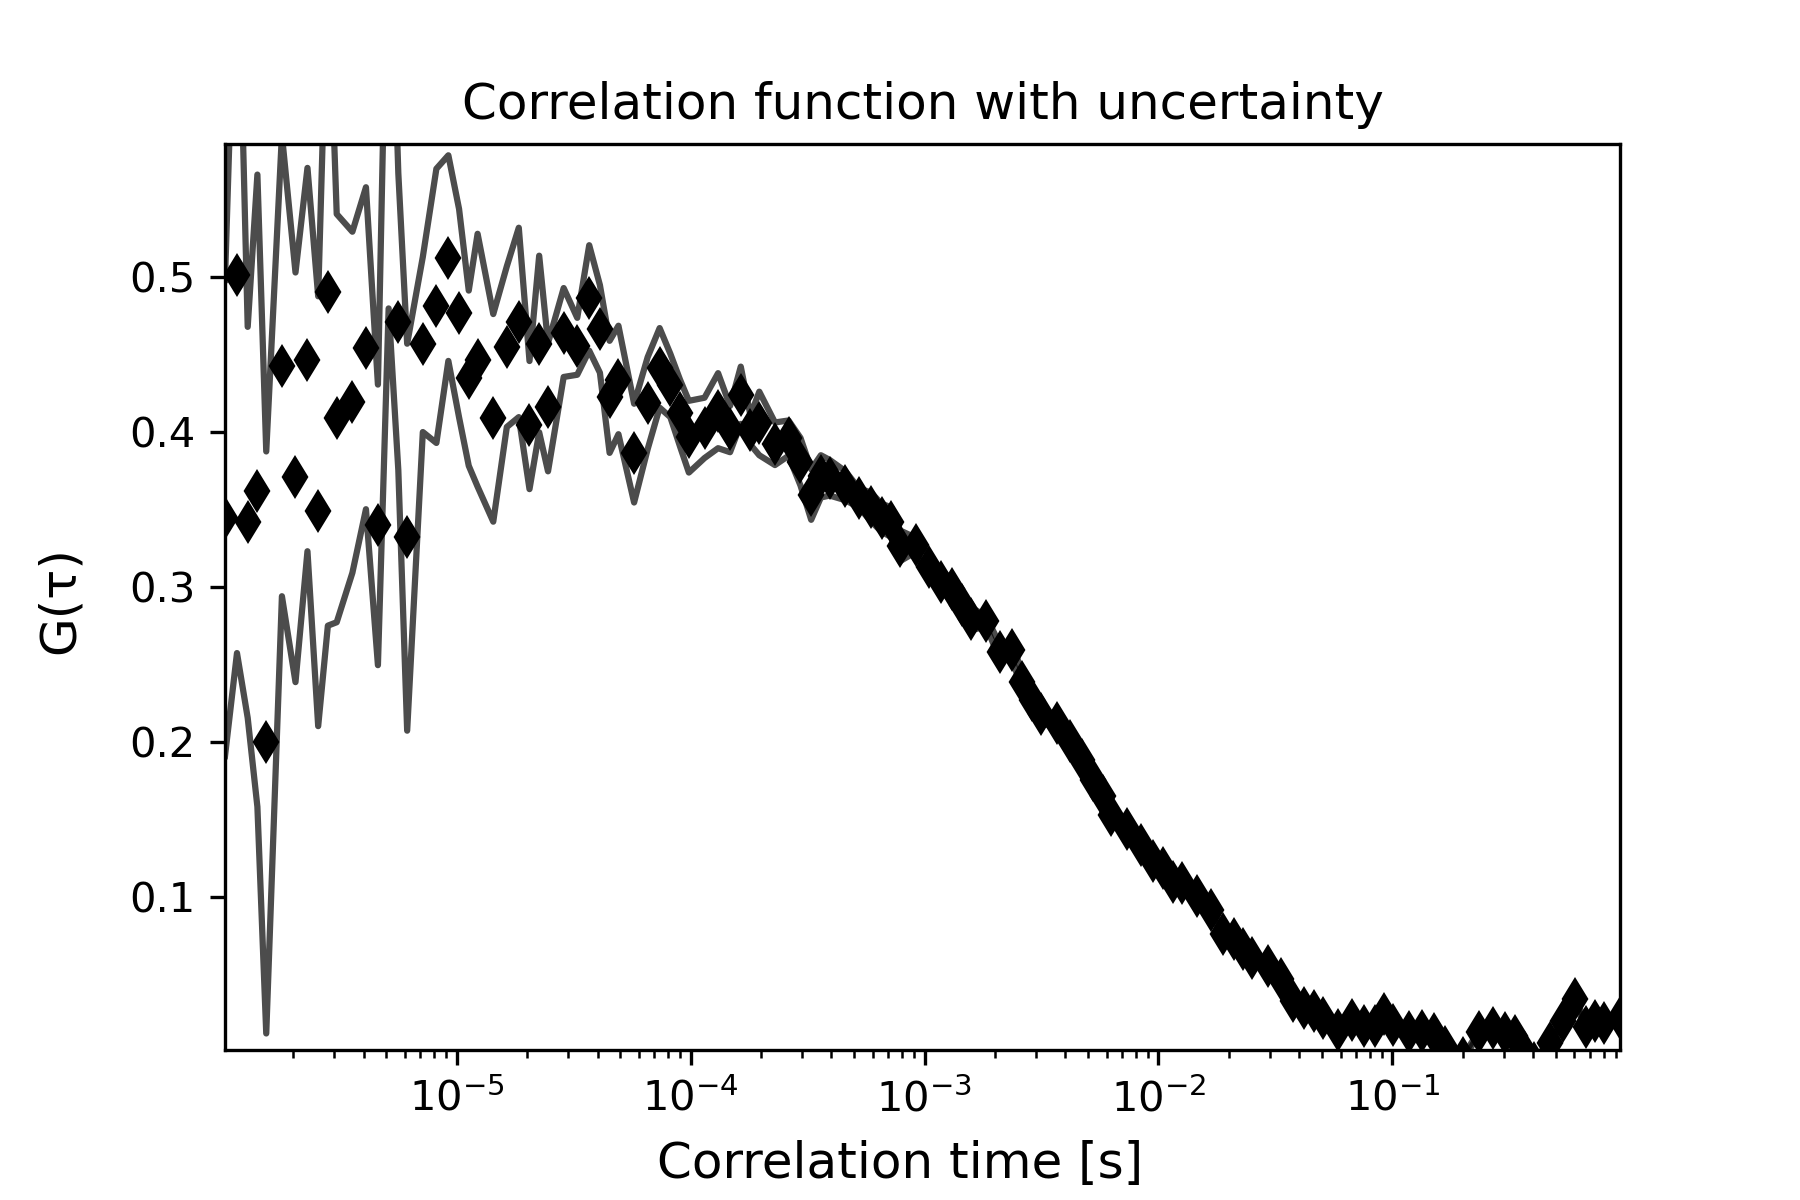 Correlation function with uncertainty
G(τ)
0.5
0.4
0.3
0.2
0.1
10⁻⁵ 10⁻⁴ 10⁻³ 10⁻² 10⁻¹
Correlation time [s]